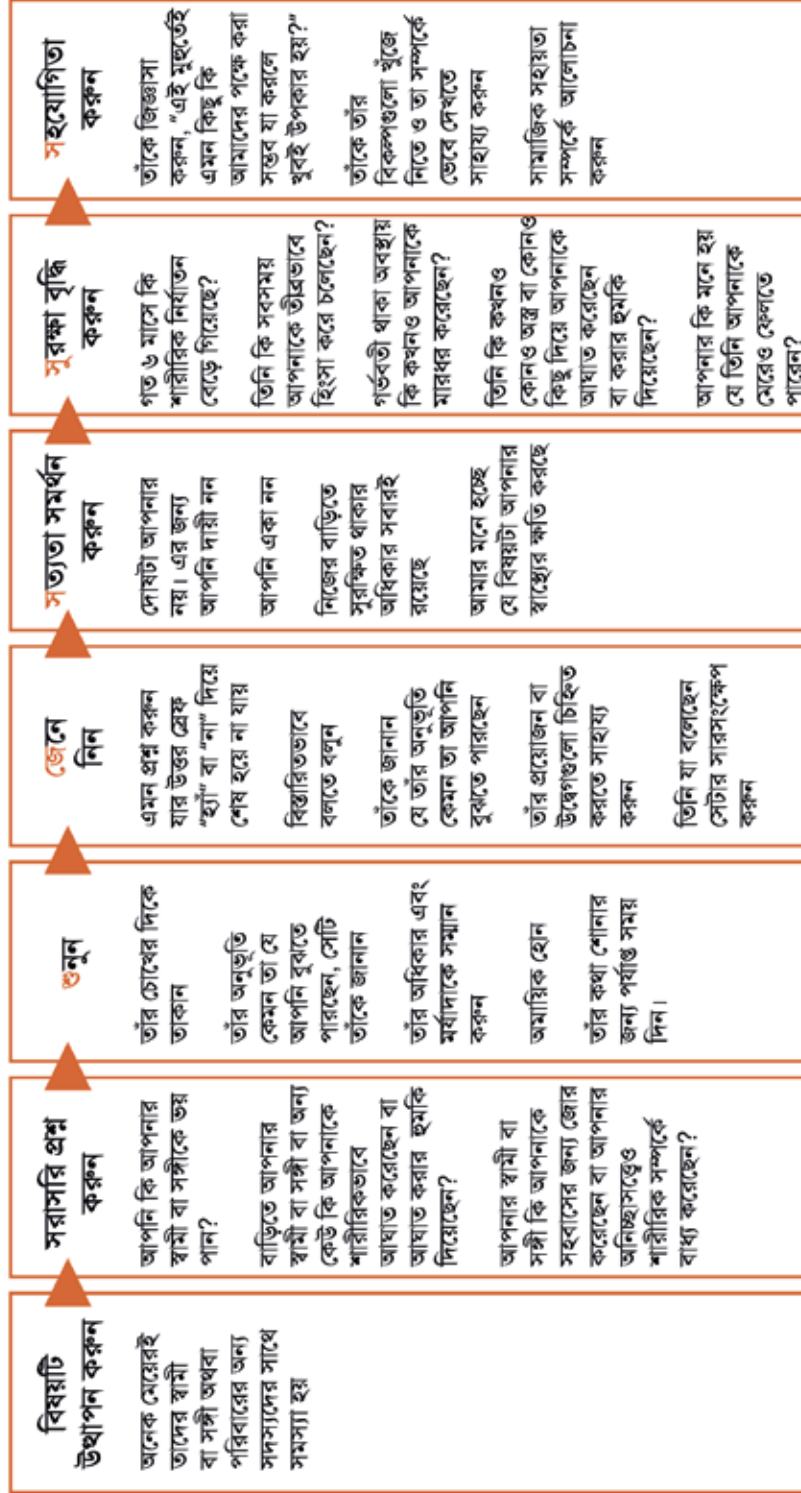 বিষয়টি
উত্থাপন করুন
অনেক মেয়েরই
তাদের স্বামী
বা সঙ্গী অথবা
পরিবারের অন্য
সদস্যদের সাথে
সমস্যা হয়
সরাসরি প্রশ্ন
করুন
আপনি কি আপনার
স্বামী বা সঙ্গীকে ভয়
পান?
বাড়িতে আপনার
স্বামী বা সঙ্গী বা অন্য
কেউ কি আপনাকে
শারীরিকভাবে
আঘাত করেছেন বা
আঘাত করার হুমকি
দিয়েছেন?
আপনার স্বামী বা
সঙ্গী কি আপনাকে
সহবাসের জন্য জোর
করেছেন বা আপনার
অনিচ্ছাসত্ত্বেও
শারীরিক সম্পর্কে
বাধ্য করেছেন?
শুনুন
তাঁর চোখের দিকে
তাকান
তাঁর অনুভূতি
কেমন তা যে
আপনি বুঝতে
পারছেন, সেটি
তাঁকে জানান
তাঁর অধিকার এবং
মর্যাদাকে সম্মান
করুন
অমায়িক হোন
তাঁর কথা শোনার
জন্য পর্যাপ্ত সময়
দিন।
জেনে
নিন
এমন প্রশ্ন করুন
যার উত্তর স্রেফ
"হ্যাঁ" বা "না" দিয়ে
শেষ হয়ে না যায়
বিস্তারিতভাবে
বলতে বলুন
তাঁকে জানান
যে তাঁর অনুভূতি
কেমন তা আপনি
বুঝতে পারছেন
তাঁর প্রয়োজন বা
উদ্বেগগুলো চিহ্নিত
করতে সাহায্য
করুন
তিনি যা বলেছেন
সেটার সারসংক্ষেপ
করুন
সত্যতা সমর্থন
করুন
দোষটা আপনার
নয়। এর জন্য
আপনি দায়ী নন
আপনি একা নন
নিজের বাড়িতে
সুরক্ষিত থাকার
অধিকার সবারই
রয়েছে
আমার মনে হচ্ছে
যে বিষয়টা আপনার
স্বাস্থ্যের ক্ষতি করছে
সুরক্ষা বৃদ্ধি
করুন
গত ৬ মাসে কি
শারীরিক নির্যাতন
বেড়ে গিয়েছে?
তিনি কি সবসময়
আপনাকে তীব্রভাবে
হিংসা করে চলেছেন?
গর্ভবতী থাকা অবস্থায়
কি কখনও আপনাকে
মারধর করেছেন?
তিনি কি কখনও
কোনও অস্ত্র বা কোনও
কিছু দিয়ে আপনাকে
আঘাত করেছেন
বা করার হুমকি
দিয়েছেন?
আপনার কি মনে হয়
যে তিনি আপনাকে
মেরেও ফেলতে
পারেন?
সহযোগিতা
করুন
তাঁকে জিজ্ঞাসা
করুন, "এই মুহুর্তেই
এমন কিছু কি
আমাদের পক্ষে করা
সম্ভব যা করলে
খুবই উপকার হয়?"
তাঁকে তাঁর
বিকল্পগুলো খুঁজে
নিতে ও তা সম্পর্কে
ভেবে দেখতে
সাহায্য করুন
সামাজিক সহায়তা
সম্পর্কে আলোচনা
করুন